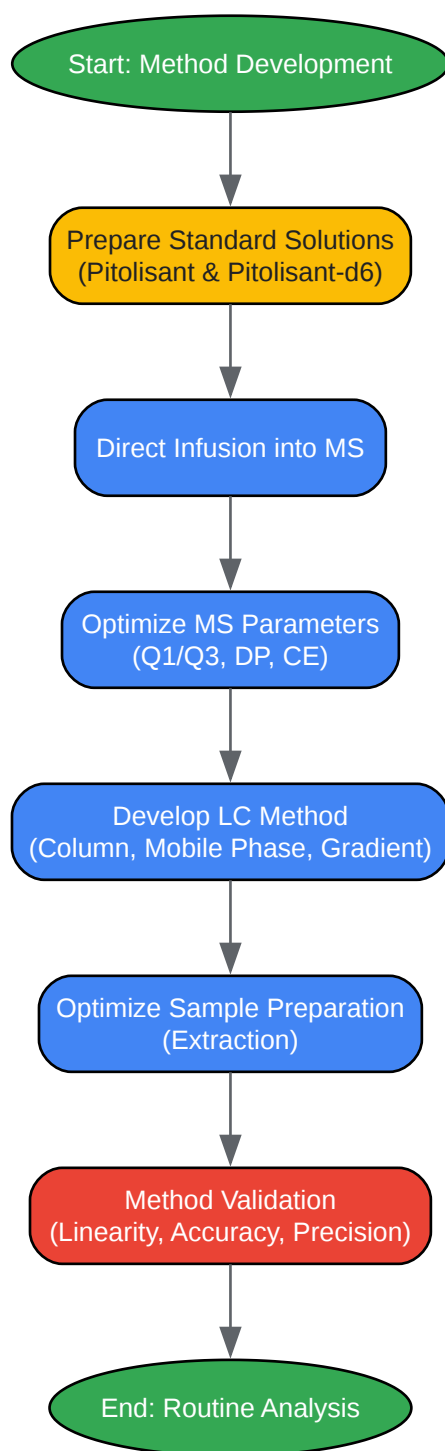 Start: Method Development
Prepare Standard Solutions
(Pitolisant & Pitolisant-d6)
Direct Infusion into MS
Optimize MS Parameters
(Q1/Q3, DP, CE)
Develop LC Method
(Column, Mobile Phase, Gradient)
Optimize Sample Preparation
(Extraction)
Method Validation
(Linearity, Accuracy, Precision)
End: Routine Analysis